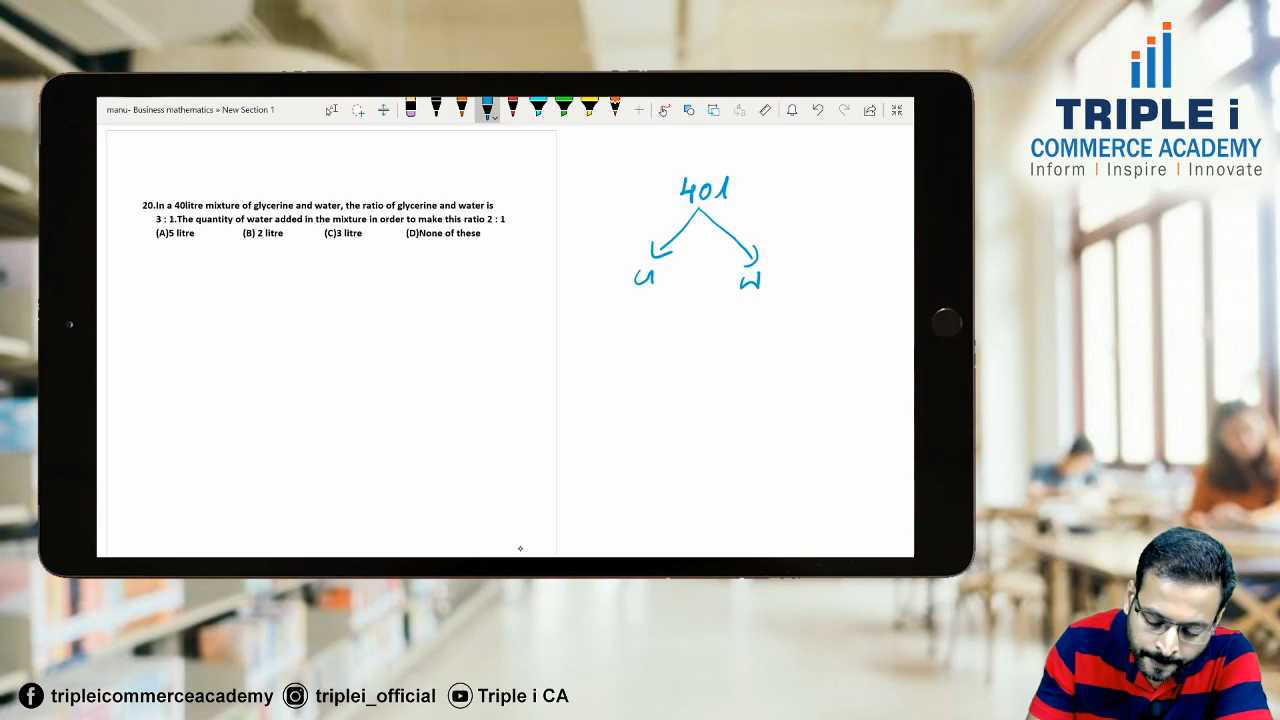 TRIPLE i
COMMERCE ACADEMY
Inform | Inspire | Innovate
manu- Business mathematics » New Section 1
20.In a 40litre mixture of glycerine and water, the ratio of glycerine and water is
3 : 1.The quantity of water added in the mixture in order to make this ratio 2 : 1
(A)5 litre (B) 2 litre (C)3 litre (D)None of these
40l
G W
tripleicommerceacademy triplei_official Triple i CA